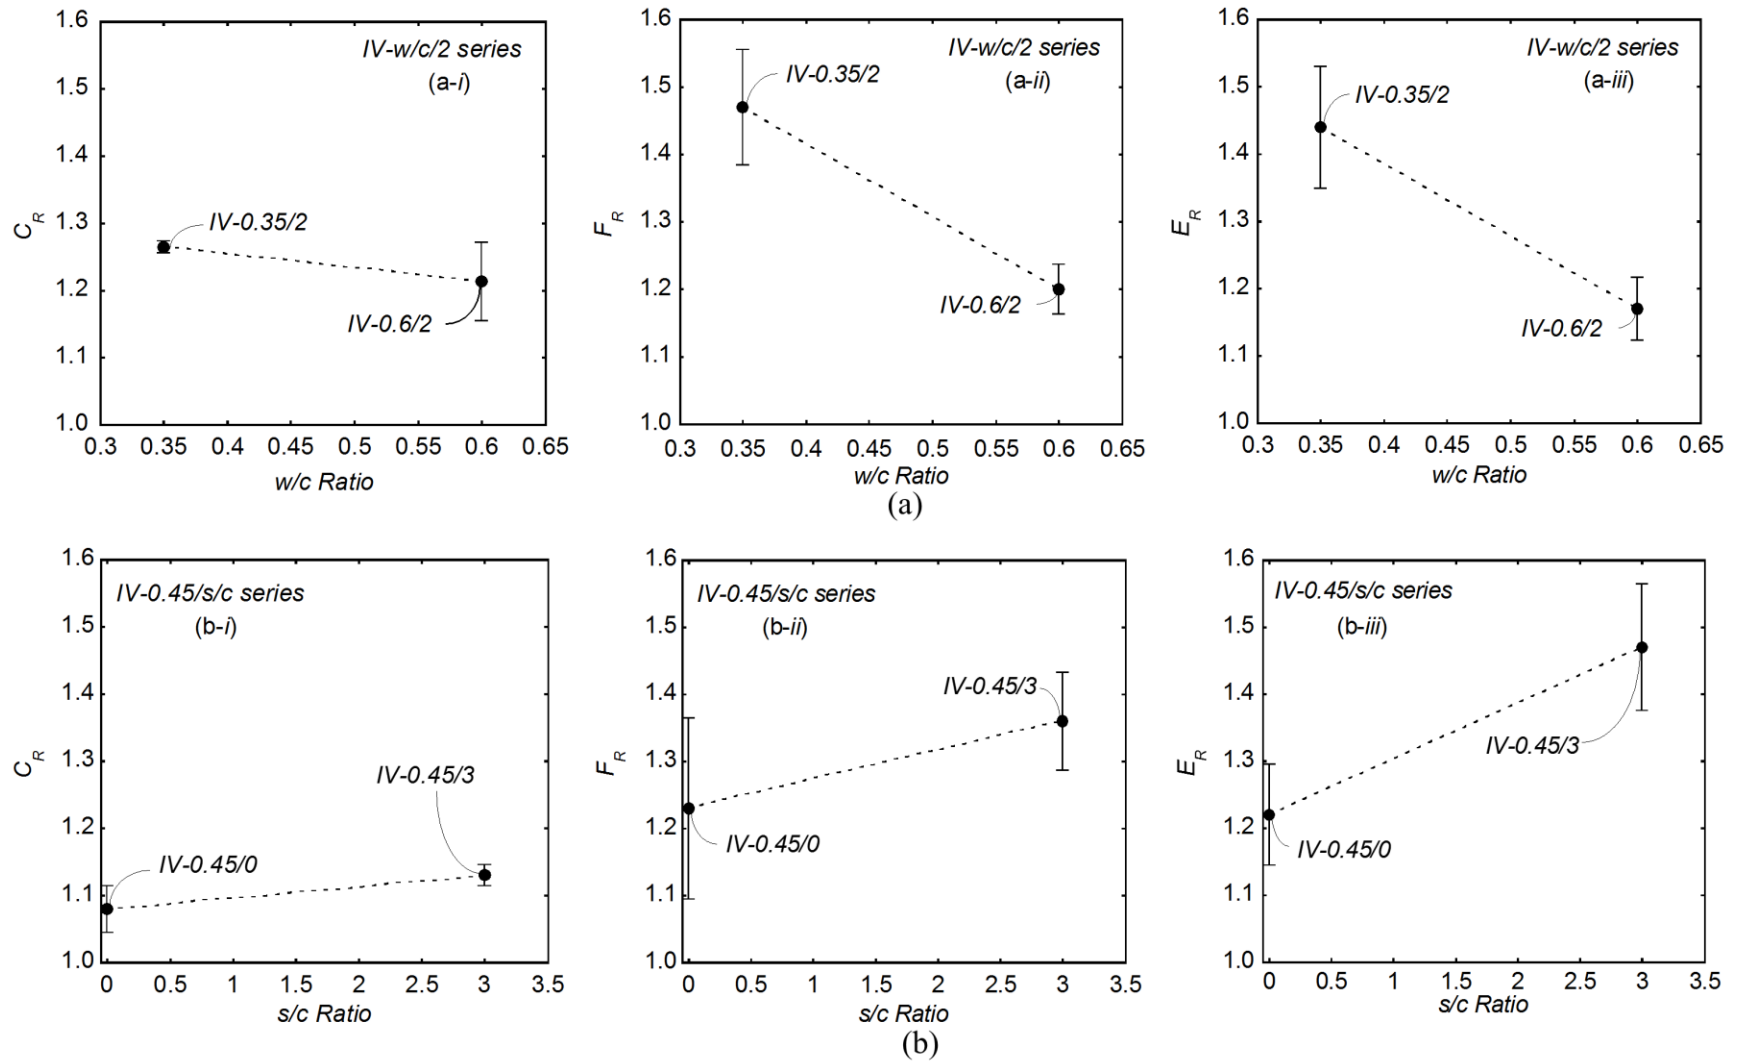 1.6
1.5
1.4
1.3
1.2
1.1
1.0
C_R
IV-w/c/2 series
(a-i)
IV-0.35/2
IV-0.6/2
0.3 0.35 0.4 0.45 0.5 0.55 0.6 0.65
w/c Ratio
1.6
1.5
1.4
1.3
1.2
1.1
1.0
F_R
IV-w/c/2 series
(a-ii)
IV-0.35/2
IV-0.6/2
0.3 0.35 0.4 0.45 0.5 0.55 0.6 0.65
w/c Ratio
1.6
1.5
1.4
1.3
1.2
1.1
1.0
E_R
IV-w/c/2 series
(a-iii)
IV-0.35/2
IV-0.6/2
0.3 0.35 0.4 0.45 0.5 0.55 0.6 0.65
w/c Ratio
(a)
1.6
1.5
1.4
1.3
1.2
1.1
1.0
C_R
IV-0.45/s/c series
(b-i)
IV-0.45/3
IV-0.45/0
0 0.5 1 1.5 2 2.5 3 3.5
s/c Ratio
1.6
1.5
1.4
1.3
1.2
1.1
1.0
F_R
IV-0.45/s/c series
(b-ii)
IV-0.45/3
IV-0.45/0
0 0.5 1 1.5 2 2.5 3 3.5
s/c Ratio
1.6
1.5
1.4
1.3
1.2
1.1
1.0
E_R
IV-0.45/s/c series
(b-iii)
IV-0.45/3
IV-0.45/0
0 0.5 1 1.5 2 2.5 3 3.5
s/c Ratio
(b)